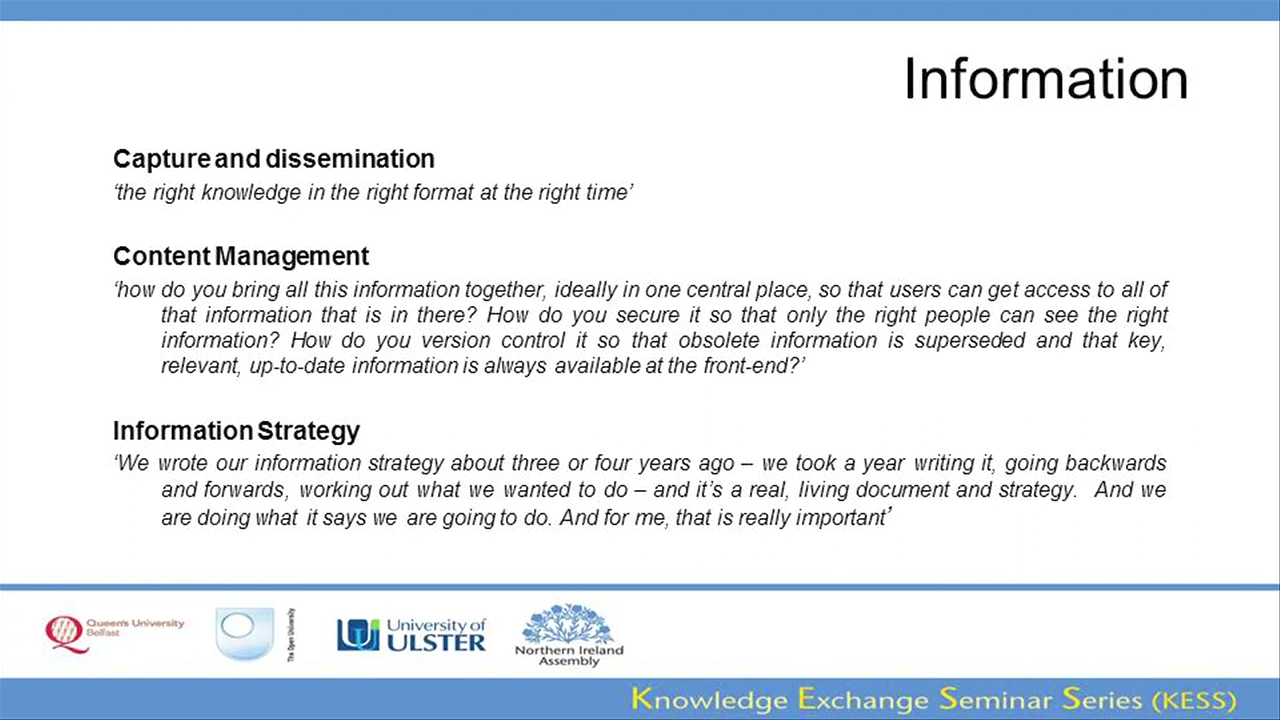 Information
Capture and dissemination
‘the right knowledge in the right format at the right time’
Content Management
‘how do you bring all this information together, ideally in one central place, so that users can get access to all of
that information that is in there? How do you secure it so that only the right people can see the right
information? How do you version control it so that obsolete information is superseded and that key,
relevant, up-to-date information is always available at the front-end?’
Information Strategy
‘We wrote our information strategy about three or four years ago – we took a year writing it, going backwards
and forwards, working out what we wanted to do – and it’s a real, living document and strategy. And we
are doing what it says we are going to do. And for me, that is really important’
Queen's University
Belfast
The Open University
University of
ULSTER
Northern Ireland
Assembly
Knowledge Exchange Seminar Series (KESS)